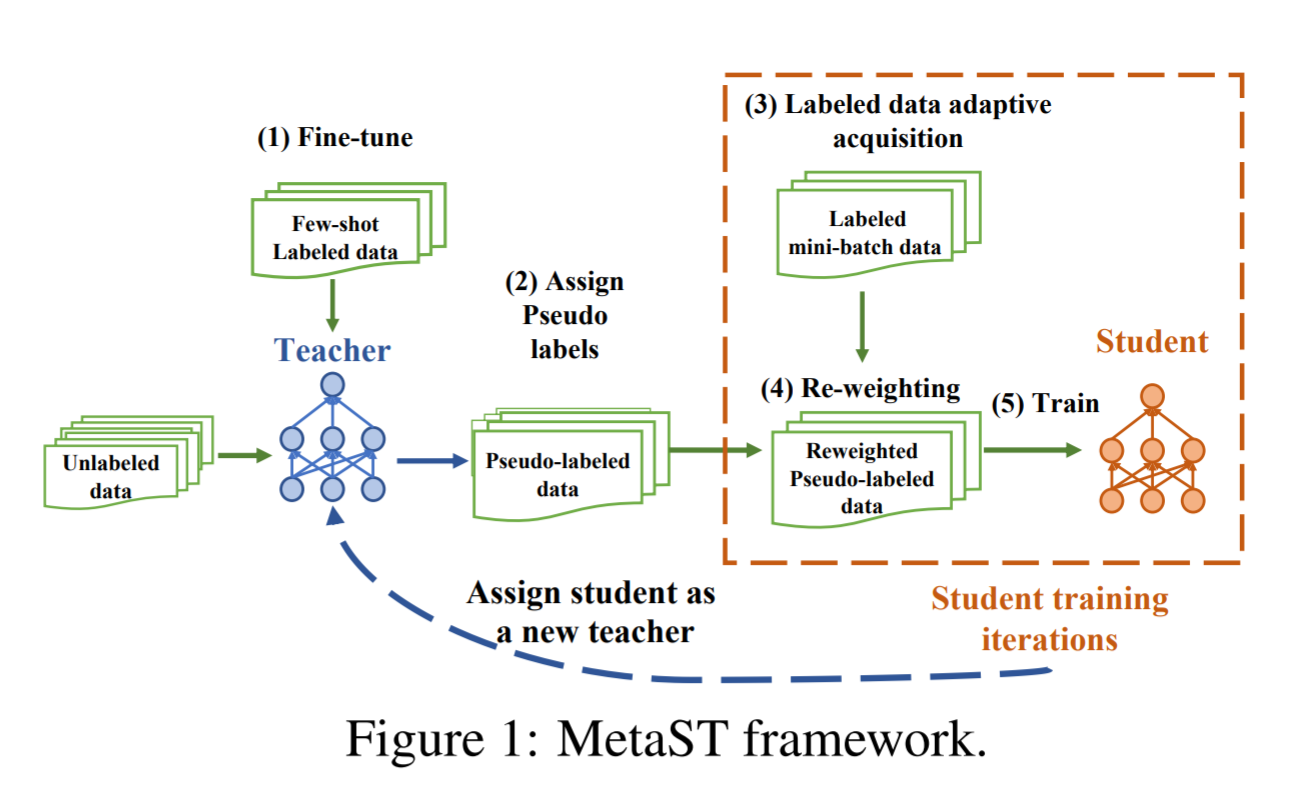 (1) Fine-tune
Few-shot
Labeled data
Teacher
Unlabeled
data
(2) Assign
Pseudo
labels
Pseudo-labeled
data
(3) Labeled data adaptive
acquisition
Labeled
mini-batch data
(4) Re-weighting
Reweighted
Pseudo-labeled
data
(5) Train
Student
Student training
iterations
Assign student as
a new teacher
Figure 1: MetaST framework.